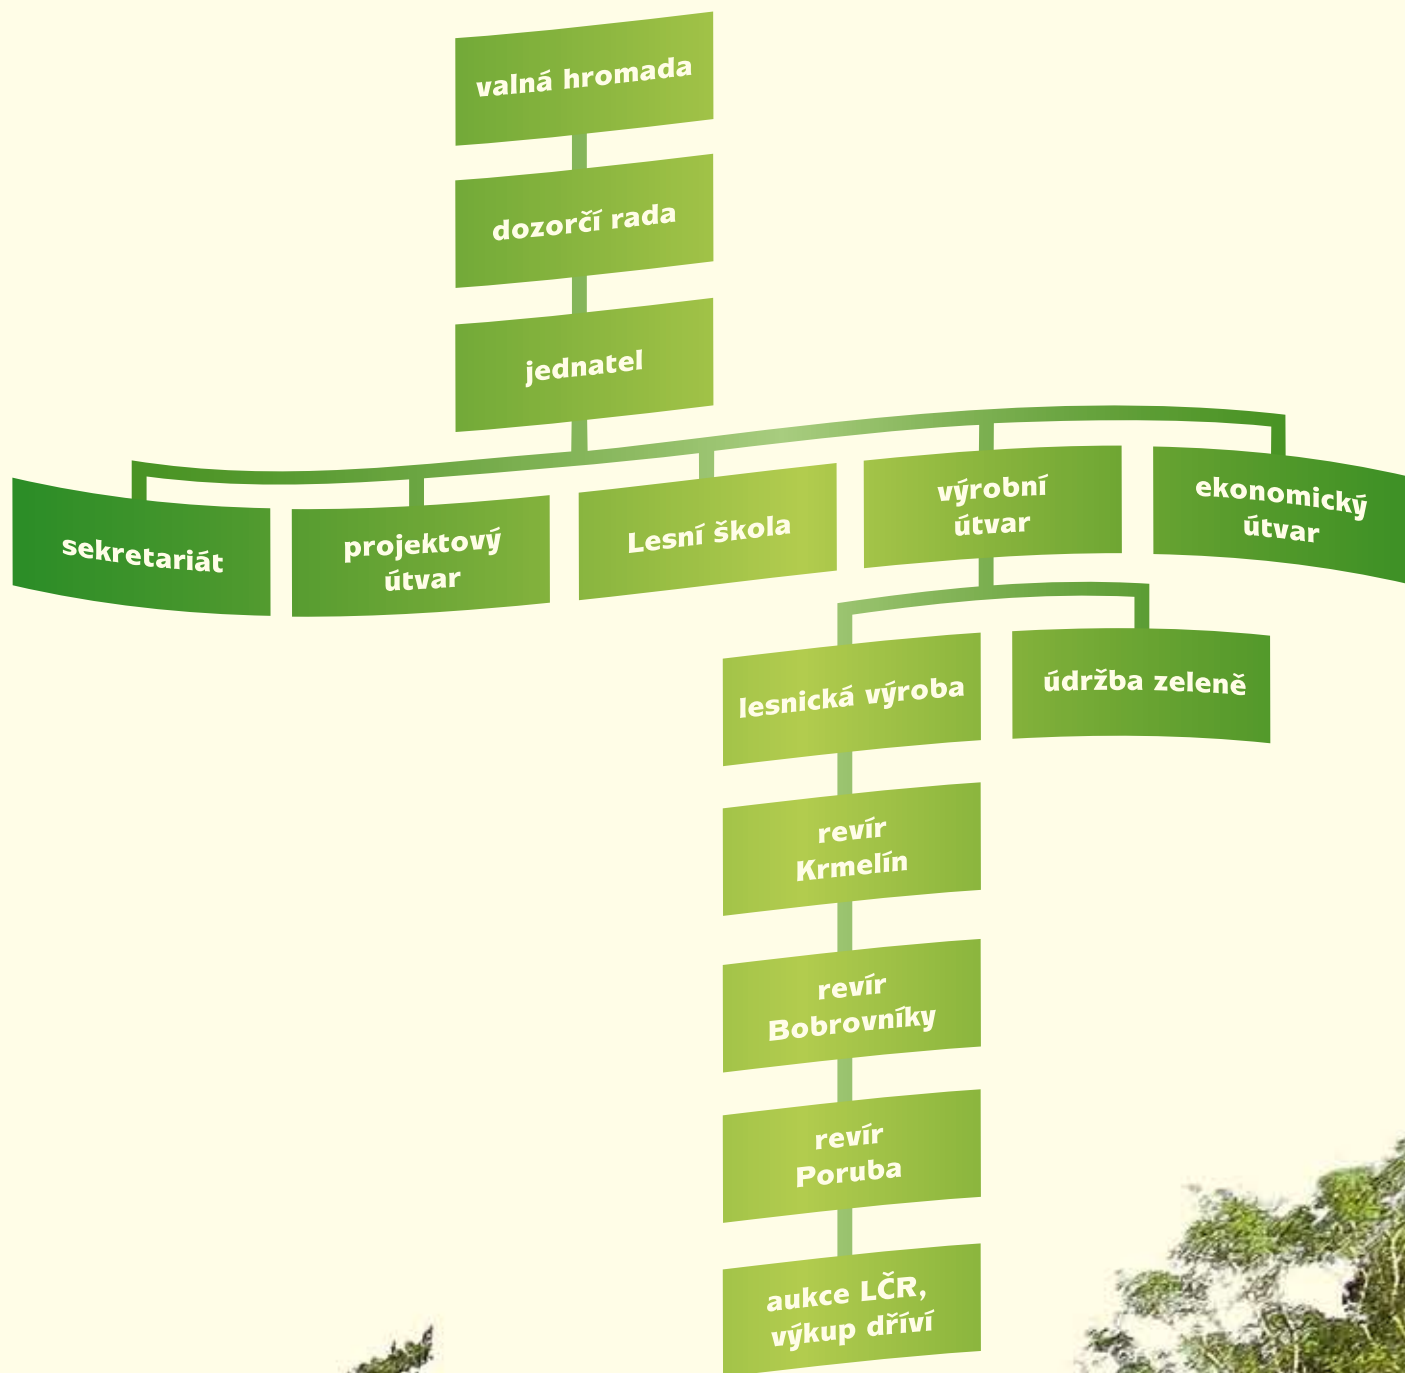 valná hromada
dozorčí rada
jednatel
sekretariát
projektový
útvar
Lesní škola
výrobní
útvar
ekonomický
útvar
lesnická výroba
údržba zeleně
revír
Krmelín
revír
Bobrovníky
revír
Poruba
aukce LČR,
výkup dříví